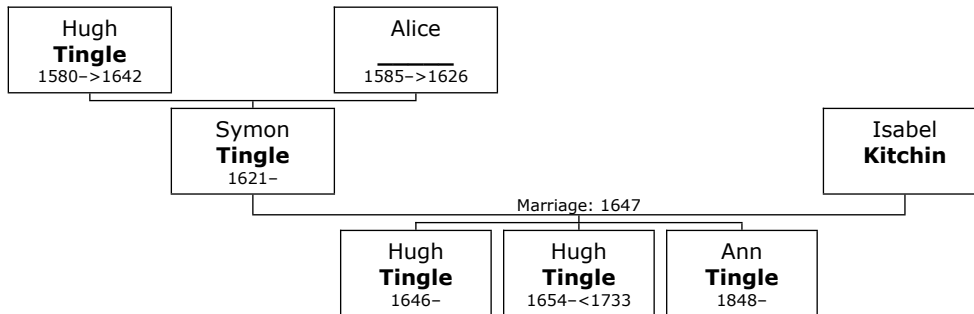 Hugh
Tingle
1580–>1642
Alice
______
1585–>1626
Symon
Tingle
1621–
Isabel
Kitchin
Marriage: 1647
Hugh
Tingle
1646–
Hugh
Tingle
1654–<1733
Ann
Tingle
1848–